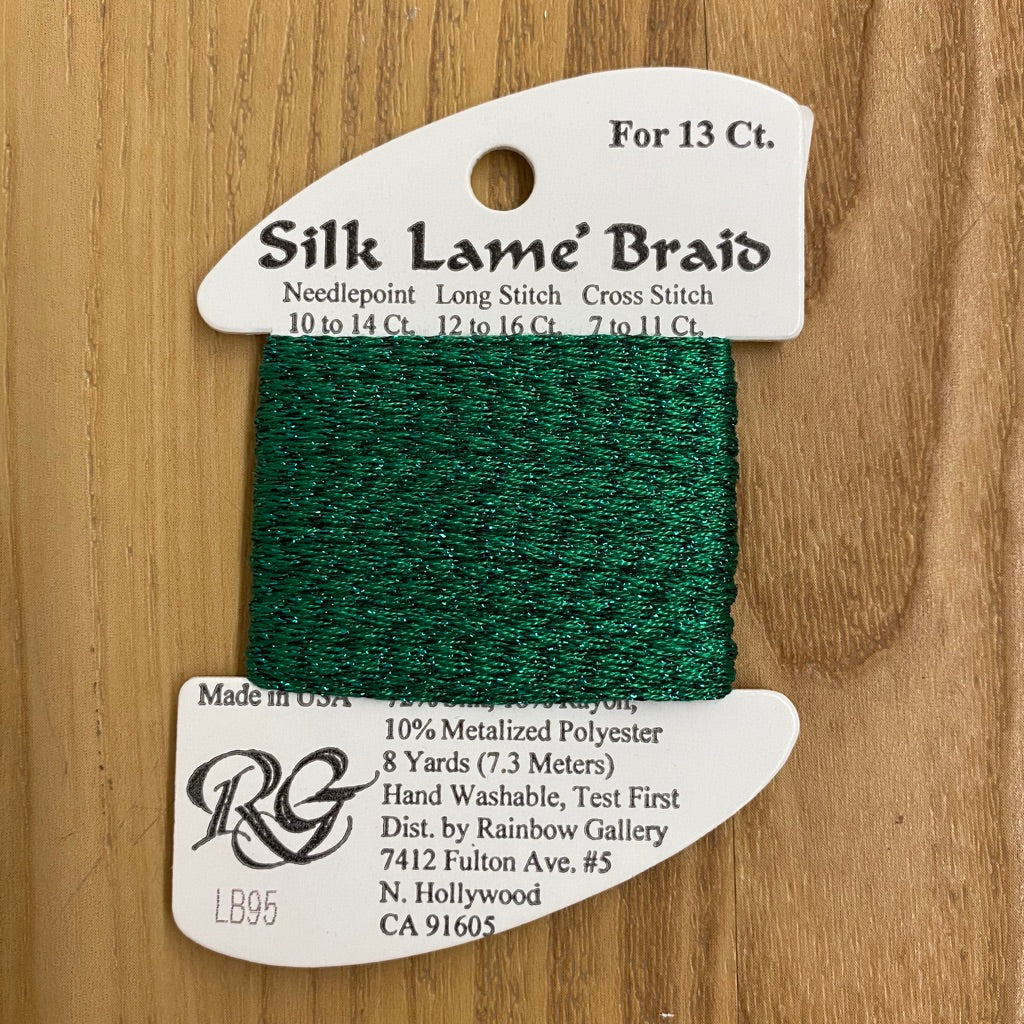 For 13 Ct.
Silk Lame' Braid
Needlepoint Long Stitch Cross Stitch
10 to 14 Ct. 12 to 16 Ct. 7 to 11 Ct.
Made in USA
Rayon,
10% Metalized Polyester
8 Yards (7.3 Meters)
Hand Washable, Test First
Dist. by Rainbow Gallery
7412 Fulton Ave. #5
N. Hollywood
CA 91605
RG
LB95